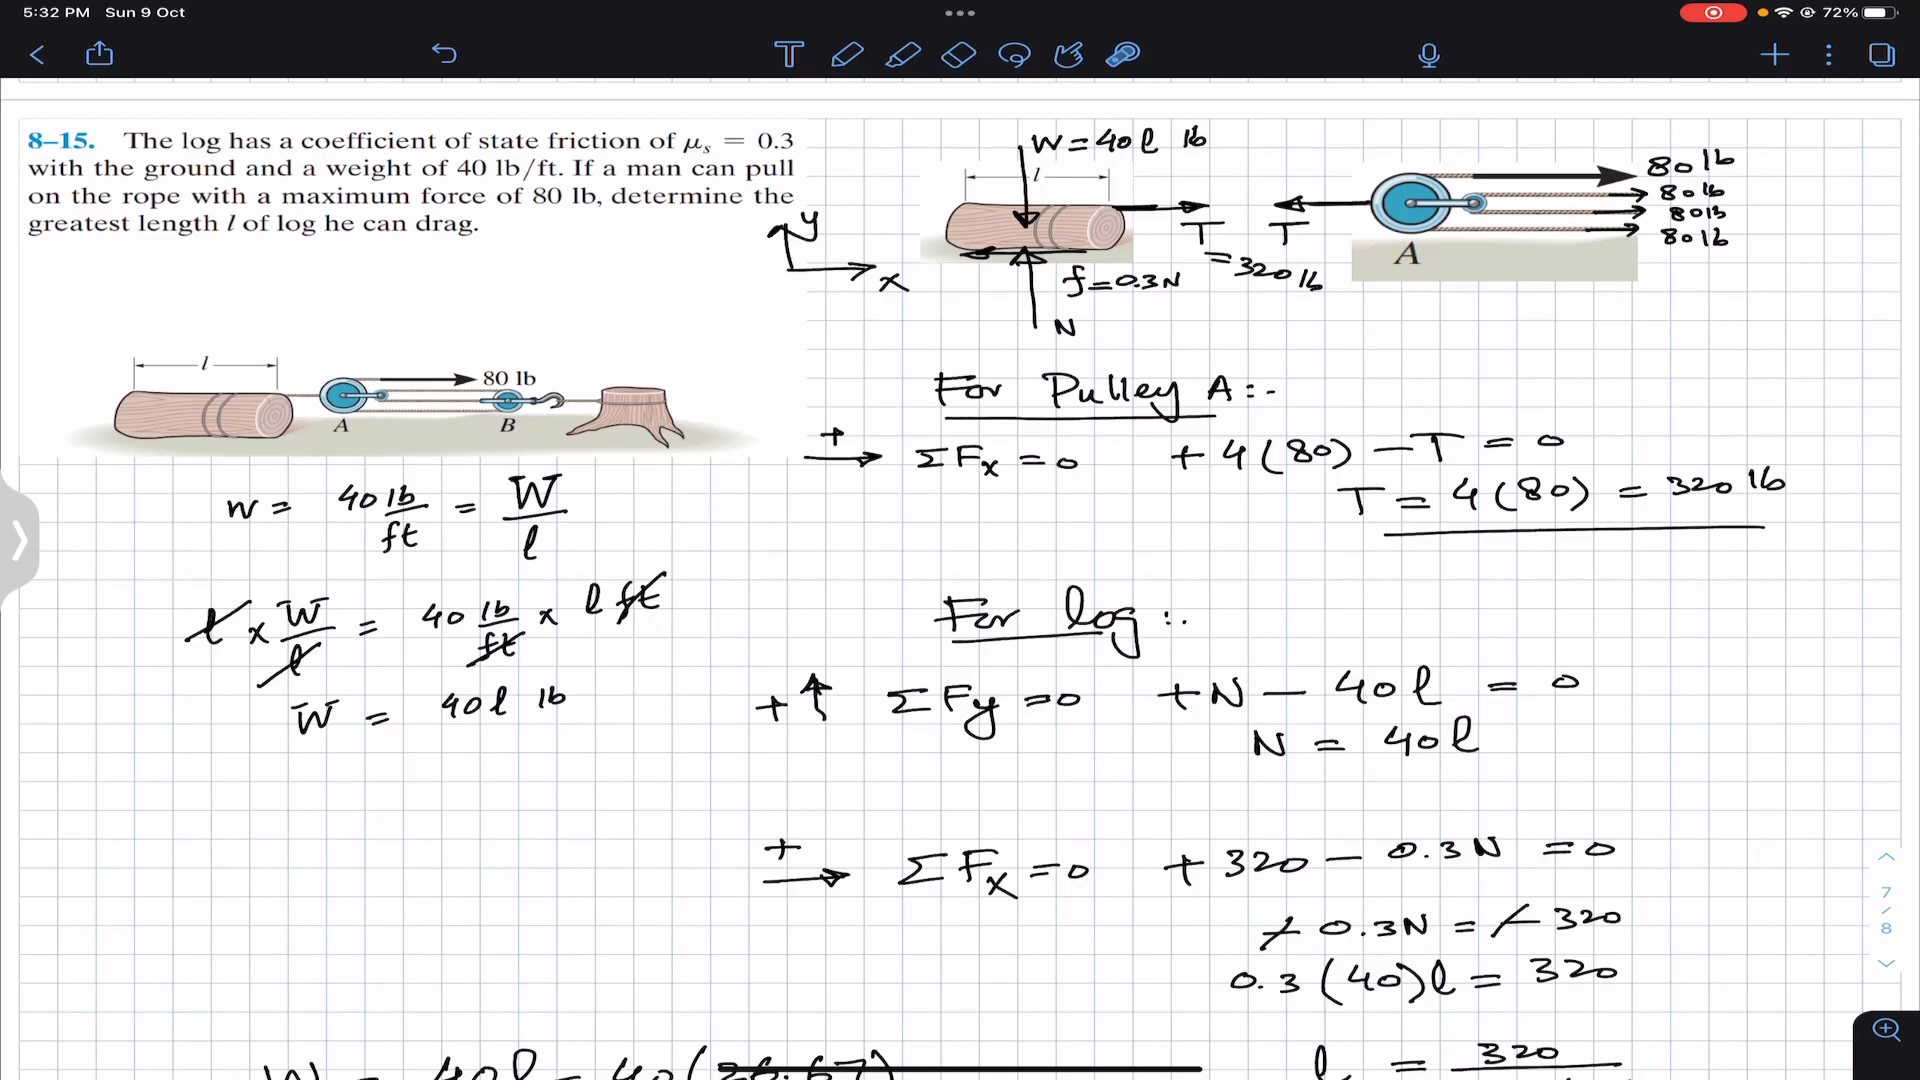 5:32 PM Sun 9 Oct
72%
8–15. The log has a coefficient of state friction of μs = 0.3
with the ground and a weight of 40 lb/ft. If a man can pull
on the rope with a maximum force of 80 lb, determine the
greatest length l of log he can drag.
l
80 lb
A
B
W = 40 l lb
l
y
x
T
= 320 lb
f = 0.3N
N
T
80 lb
80 lb
80 lb
80 lb
A
For Pulley A:-
+ ΣFx = 0 + 4(80) - T = 0
T = 4(80) = 320 lb
w = 40 lb/ft = W/l
l x W/l = 40 lb/ft x l ft
W = 40 l lb
For log :.
+↑ ΣFy = 0 + N - 40 l = 0
N = 40 l
+ ΣFx = 0 + 320 - 0.3N = 0
- 0.3N = - 320
0.3(40) l = 320
l = 320
W = 40 l = 40(26.67)
7
/
8